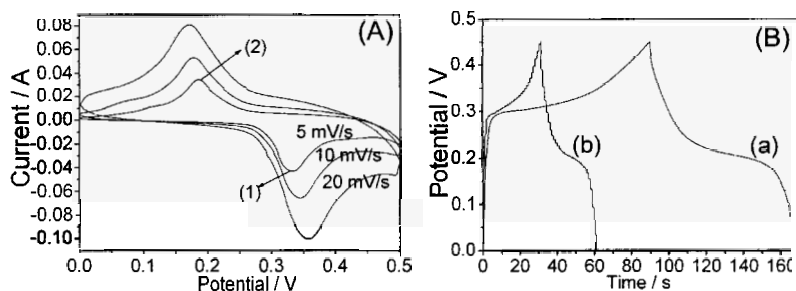 (A)
0.08
0.06
0.04
0.02
0.00
-0.02
-0.04
-0.06
-0.08
-0.10
Current / A
(2)
5 mV/s
10 mV/s
20 mV/s
(1)
0.0 0.1 0.2 0.3 0.4 0.5
Potential / V
(B)
0.5
0.4
0.3
0.2
0.1
0.0
Potential / V
(b)
(a)
0 20 40 60 80 100 120 140 160
Time / s